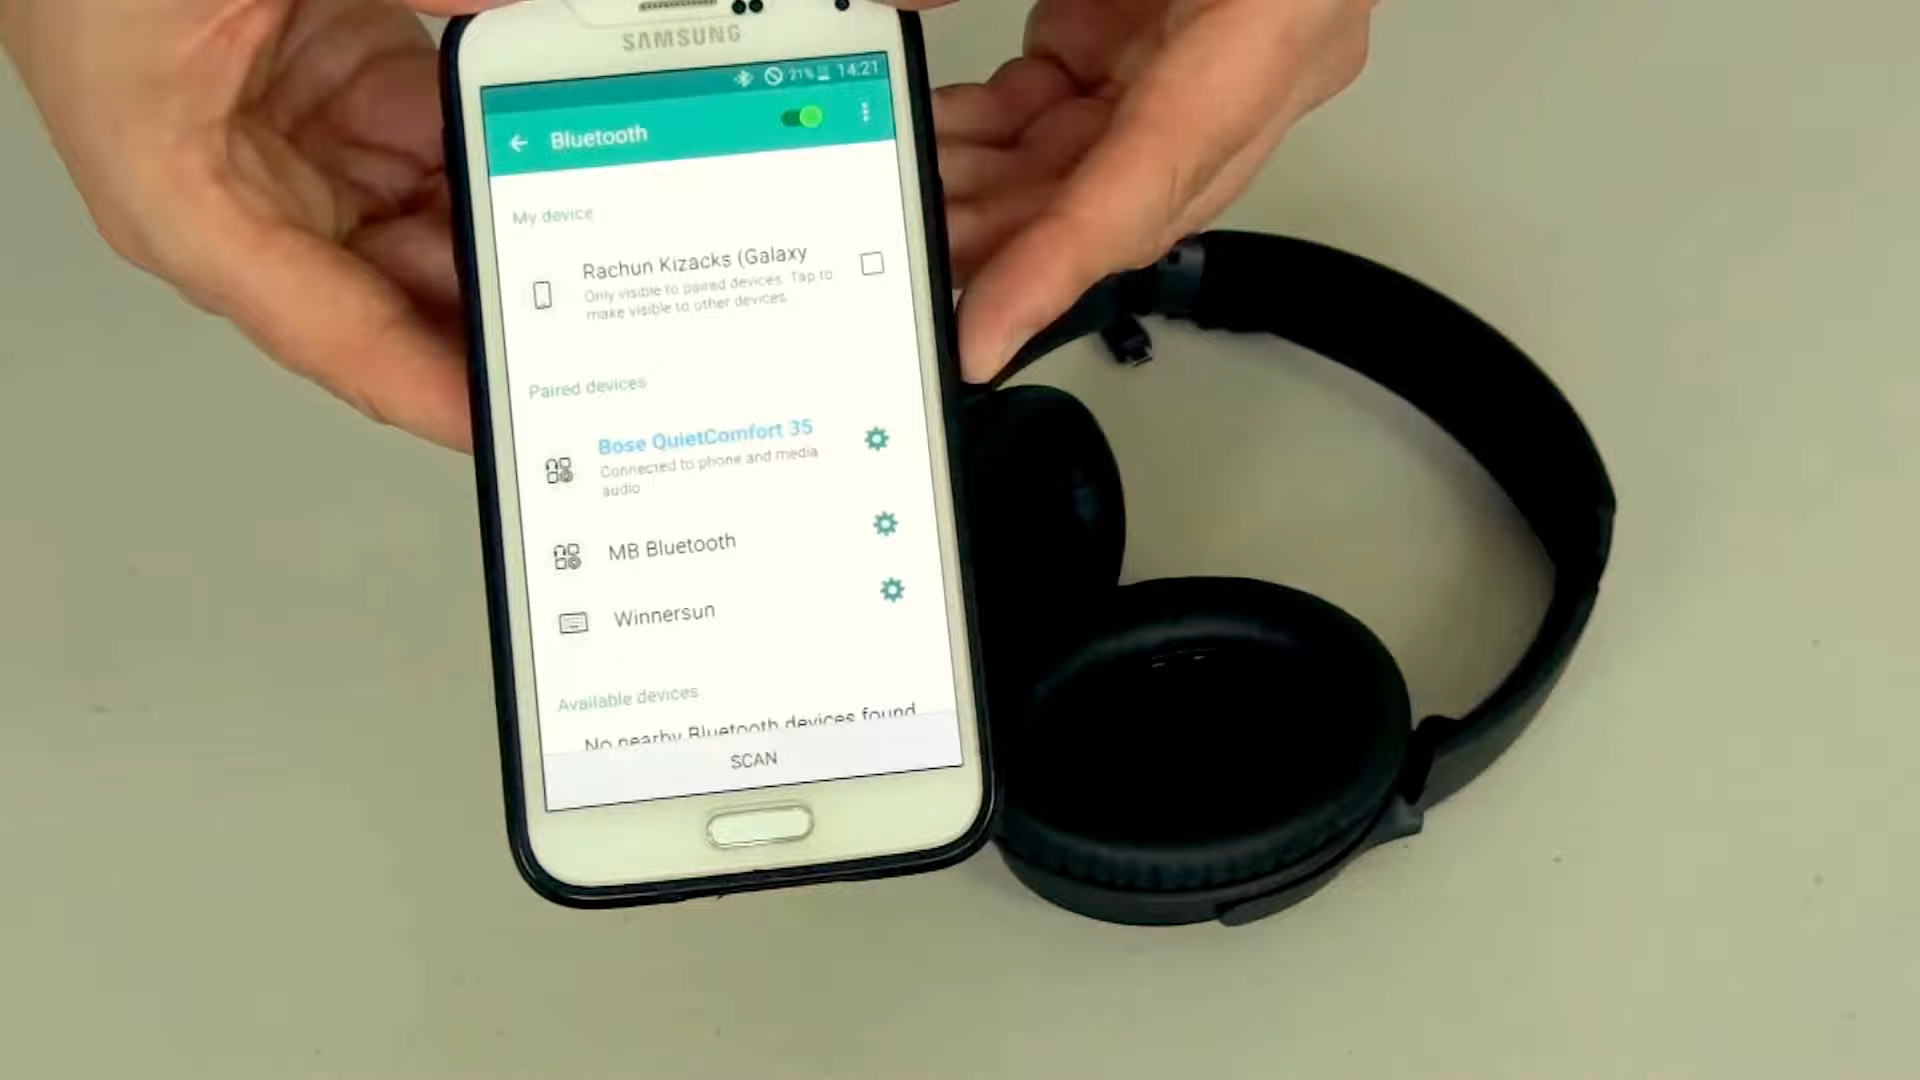 SAMSUNG
21% 14:21
Bluetooth
My device
Rachun Kizacks (Galaxy
Only visible to paired devices. Tap to
make visible to other devices.
Paired devices
Bose QuietComfort 35
Connected to phone and media
audio
MB Bluetooth
Winnersun
Available devices
No nearby Bluetooth devices found
SCAN